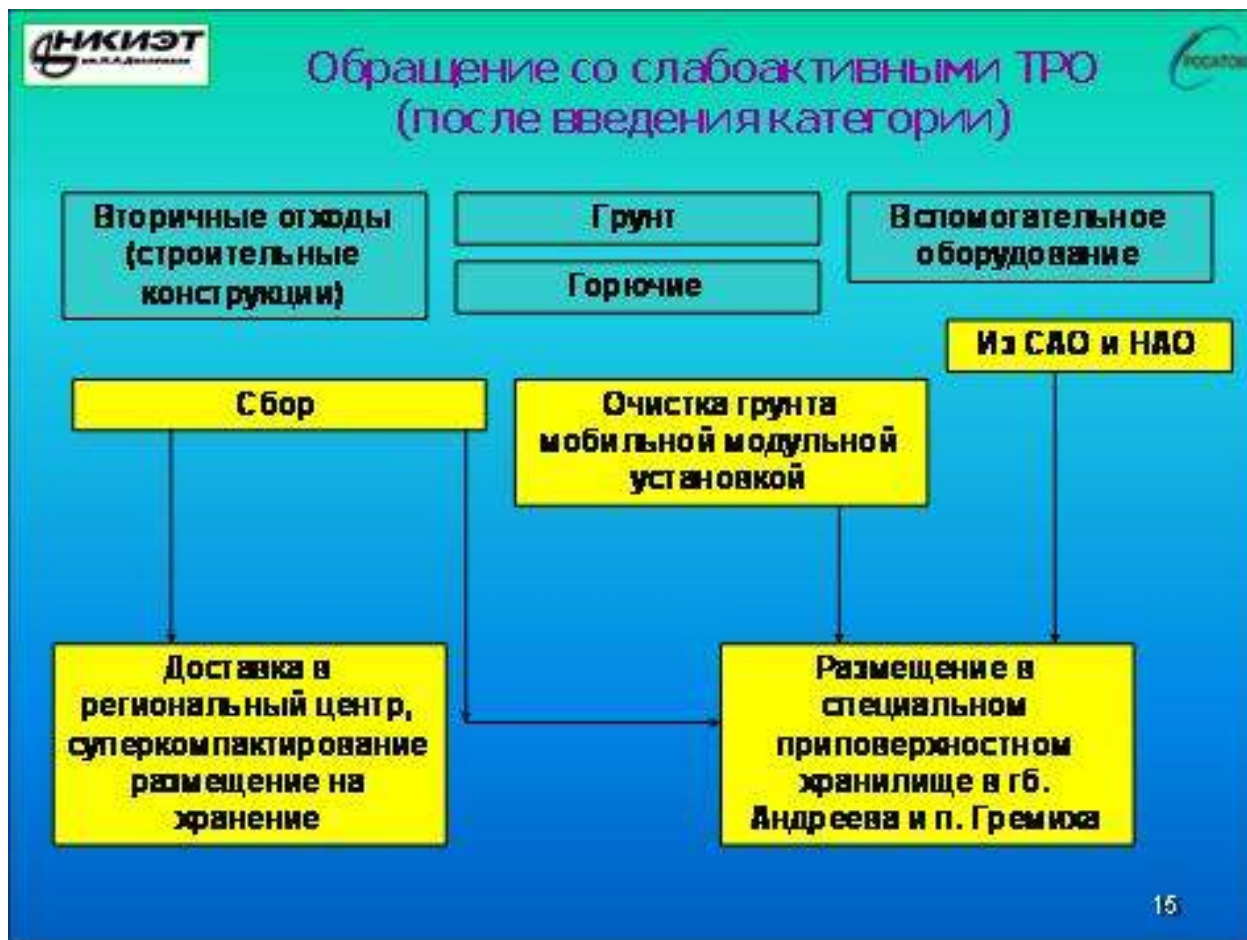 НИКИЭТ
Обращение со слабоактивными ТРО
(после введения категории)
РОСАТОМ
Вторичные отходы
(строительные
конструкции)
Грунт
Горючие
Вспомогательное
оборудование
Из САО и НАО
Сбор
Очистка грунта
мобильной модульной
установкой
Доставка в
региональный центр,
суперкомпактирование
размещение на
хранение
Размещение в
специальном
приповерхностном
хранилище в гб.
Андреева и п. Гремиха
15